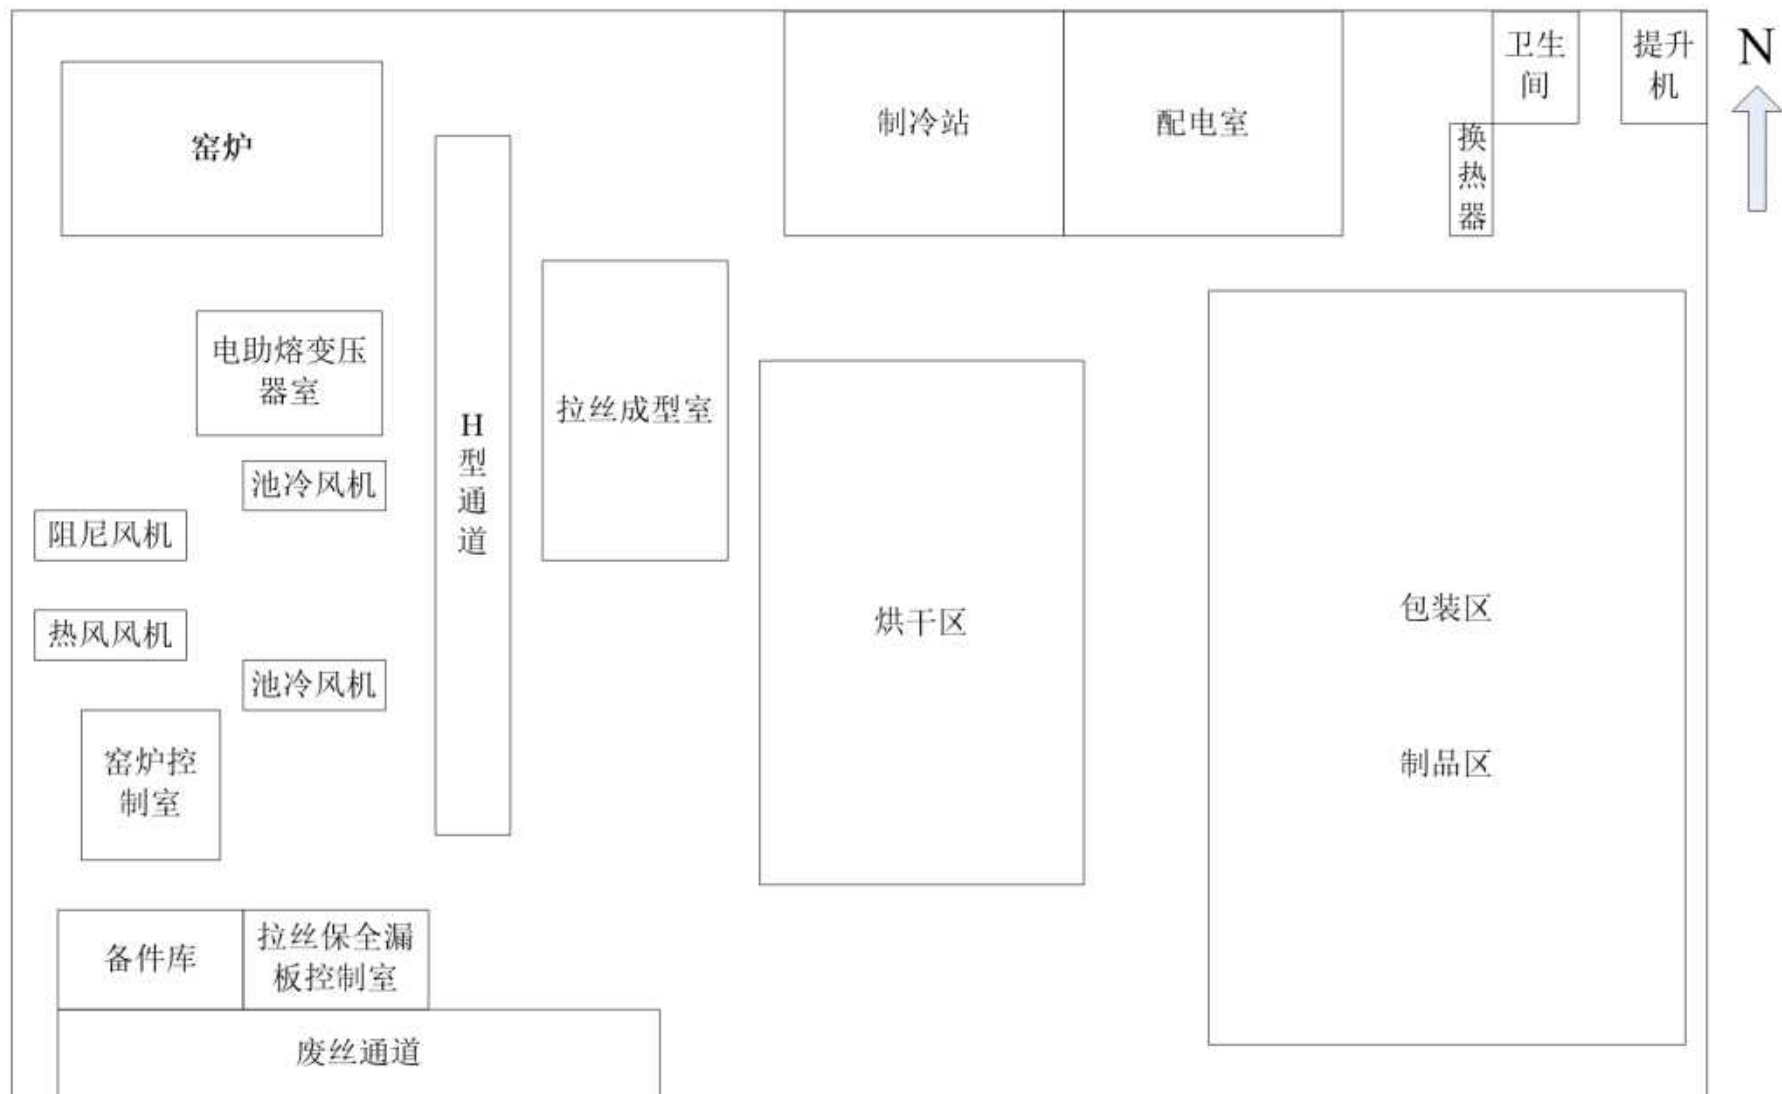 窑炉
制冷站
配电室
卫生
间
提升
机
N
换
热
器
电助熔变压
器室
H
型
通
道
拉丝成型室
池冷风机
阻尼风机
热风风机
池冷风机
烘干区
包装区
制品区
窑炉控
制室
备件库
拉丝保全漏
板控制室
废丝通道